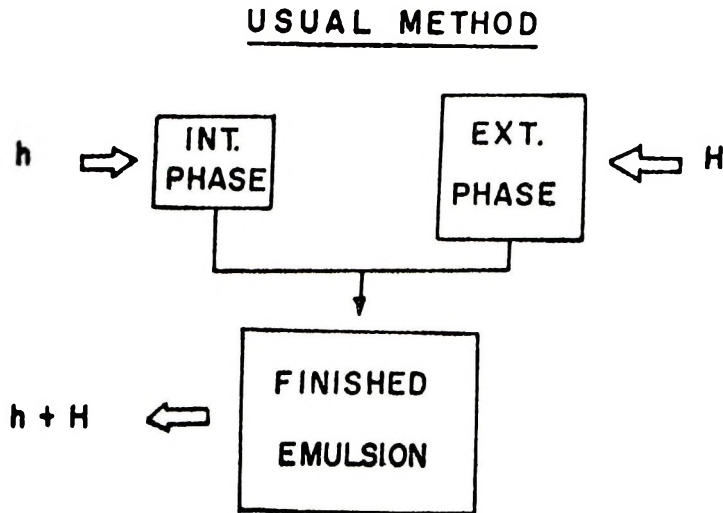 USUAL METHOD
h
INT.
PHASE
EXT.
PHASE
H
h + H
FINISHED
EMULSION